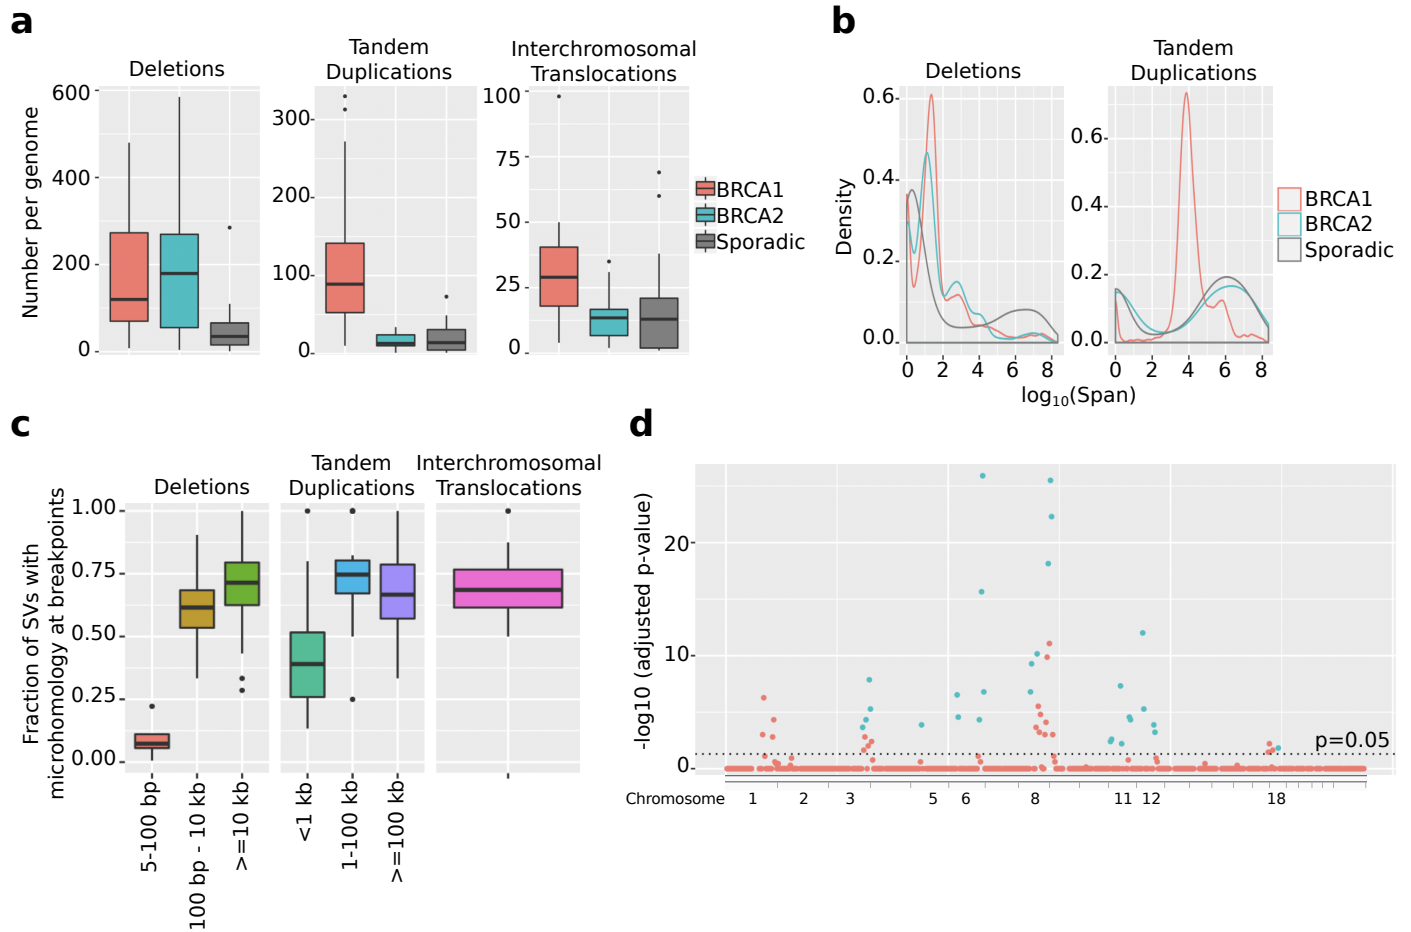 a
Deletions
Tandem
Duplications
Interchromosomal
Translocations
Number per genome
600
400
200
0
300
200
100
0
100
75
50
25
0
BRCA1
BRCA2
Sporadic
b
Deletions
Tandem
Duplications
Density
0.6
0.4
0.2
0.0
0.6
0.4
0.2
0.0
0 2 4 6 8
0 2 4 6 8
log10(Span)
BRCA1
BRCA2
Sporadic
c
Deletions
Tandem
Duplications
Interchromosomal
Translocations
Fraction of SVs with
microhomology at breakpoints
1.00
0.75
0.50
0.25
0.00
5-100 bp
100 bp - 10 kb
>=10 kb
<1 kb
1-100 kb
>=100 kb
d
-log10 (adjusted p-value)
20
10
0
p=0.05
Chromosome 1 2 3 5 6 8 11 12 18